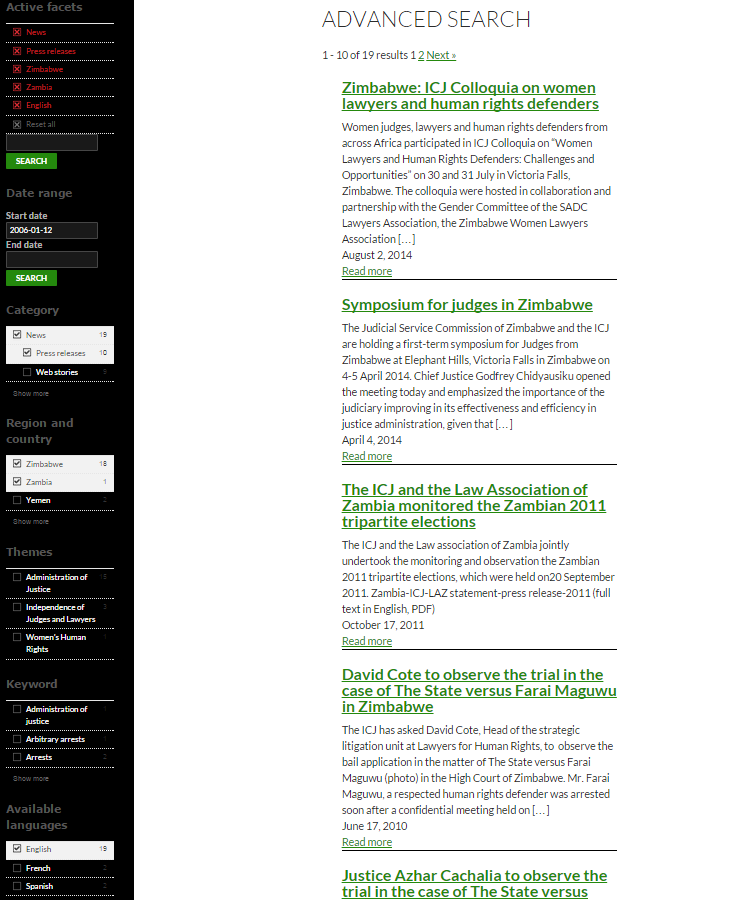 Active facets
News
Press releases
Zimbabwe
Zambia
English
Reset all
SEARCH
Date range
Start date
2006-01-12
End date
SEARCH
Category
News 19
Press releases 10
Web stories 9
Show more
Region and
country
Zimbabwe 18
Zambia 1
Yemen
Show more
Themes
Administration of
Justice
Independence of
Judges and Lawyers
Women's Human
Rights
Keyword
Administration of
justice
Arbitrary arrests
Arrests
Show more
Available
languages
English 19
French
Spanish
ADVANCED SEARCH
1 - 10 of 19 results 1 2 Next »
Zimbabwe: ICJ Colloquia on women
lawyers and human rights defenders
Women judges, lawyers and human rights defenders from
across Africa participated in ICJ Colloquia on “Women
Lawyers and Human Rights Defenders: Challenges and
Opportunities” on 30 and 31 July in Victoria Falls,
Zimbabwe. The colloquia were hosted in collaboration and
partnership with the Gender Committee of the SADC
Lawyers Association, the Zimbabwe Women Lawyers
Association […]
August 2, 2014
Read more
Symposium for judges in Zimbabwe
The Judicial Service Commission of Zimbabwe and the ICJ
are holding a first-term symposium for Judges from
Zimbabwe at Elephant Hills, Victoria Falls in Zimbabwe on
4-5 April 2014. Chief Justice Godfrey Chidyausiku opened
the meeting today and emphasized the importance of the
judiciary improving in its effectiveness and efficiency in
justice administration, given that […]
April 4, 2014
Read more
The ICJ and the Law Association of
Zambia monitored the Zambian 2011
tripartite elections
The ICJ and the Law association of Zambia jointly
undertook the monitoring and observation the Zambian
2011 tripartite elections, which were held on20 September
2011. Zambia-ICJ-LAZ statement-press release-2011 (full
text in English, PDF)
October 17, 2011
Read more
David Cote to observe the trial in the
case of The State versus Farai Maguwu
in Zimbabwe
The ICJ has asked David Cote, Head of the strategic
litigation unit at Lawyers for Human Rights, to observe the
bail application in the matter of The State versus Farai
Maguwu (photo) in the High Court of Zimbabwe. Mr. Farai
Maguwu, a respected human rights defender was arrested
soon after a confidential meeting held on […]
June 17, 2010
Read more
Justice Azhar Cachalia to observe the
trial in the case of The State versus